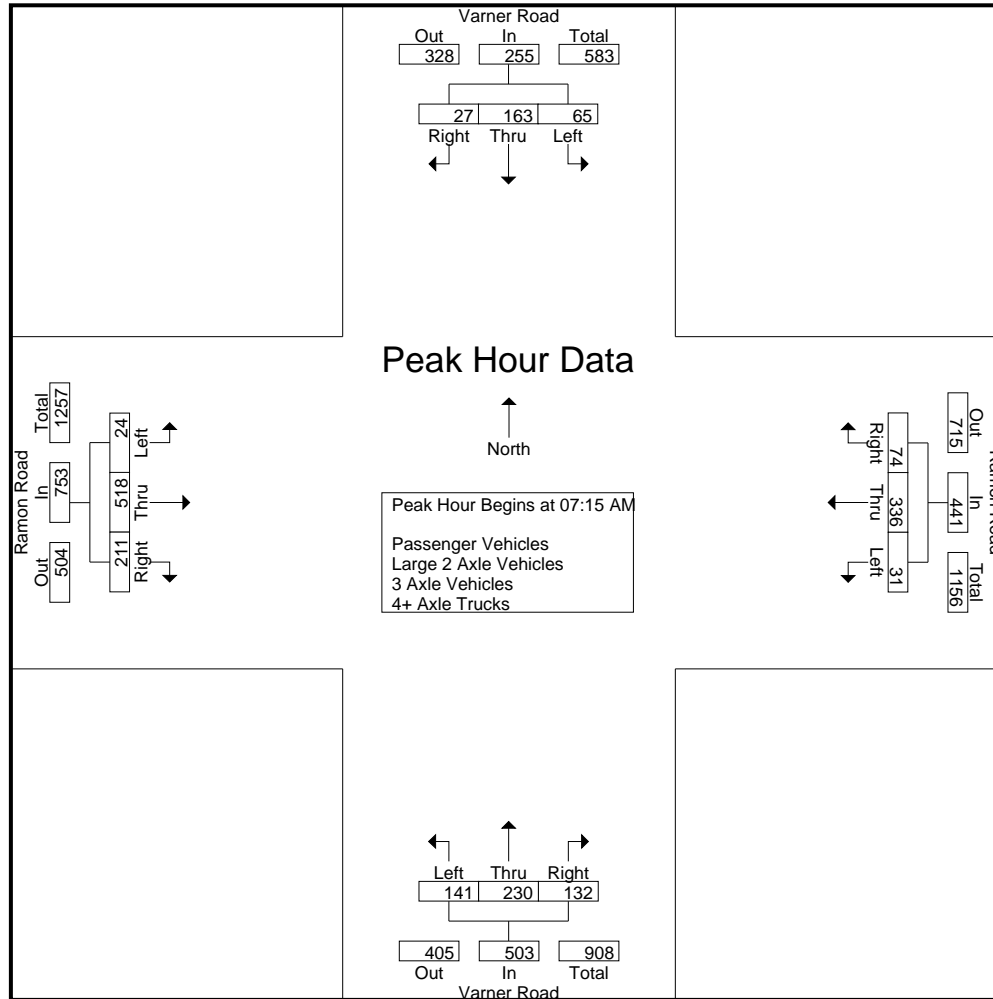 Varner Road
Out In Total
328 255 583
27 163 65
Right Thru Left
Peak Hour Data
North
Peak Hour Begins at 07:15 AM
Passenger Vehicles
Large 2 Axle Vehicles
3 Axle Vehicles
4+ Axle Trucks
Ramon Road
Out In Total
504 753 1257
211 518 24
Right Thru Left
Ramon Road
Out In Total
715 441 1156
74 336 31
Right Thru Left
Left Thru Right
141 230 132
405 503 908
Out In Total
Varner Road